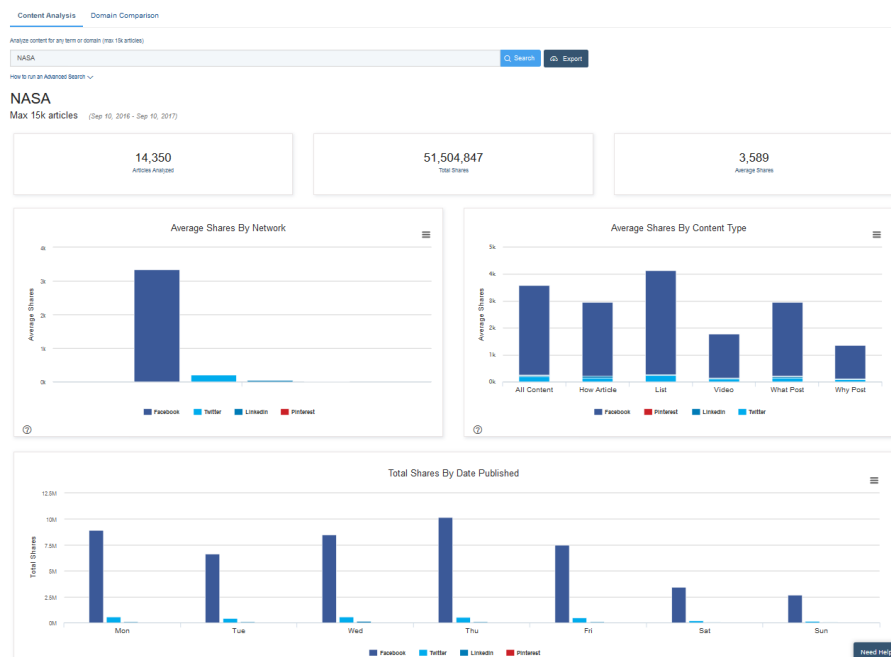 Content Analysis Domain Comparison
Analyze content for any term or domain (max 15k articles)
NASA
Search Export
How to run an Advanced Search
NASA
Max 15k articles (Sep 10, 2016 - Sep 10, 2017)
14,350 51,504,847 3,589
Articles Analyzed Total Shares Average Shares
Average Shares By Network
4k
3k
2k
1k
0k
Average Shares
Facebook Twitter LinkedIn Pinterest
Average Shares By Content Type
5k
4k
3k
2k
1k
0k
Average Shares
All Content How Article List Video What Post Why Post
Facebook Pinterest LinkedIn Twitter
Total Shares By Date Published
12.5M
10M
7.5M
5M
2.5M
0M
Total Shares
Mon Tue Wed Thu Fri Sat Sun
Facebook Twitter LinkedIn Pinterest
Need Help